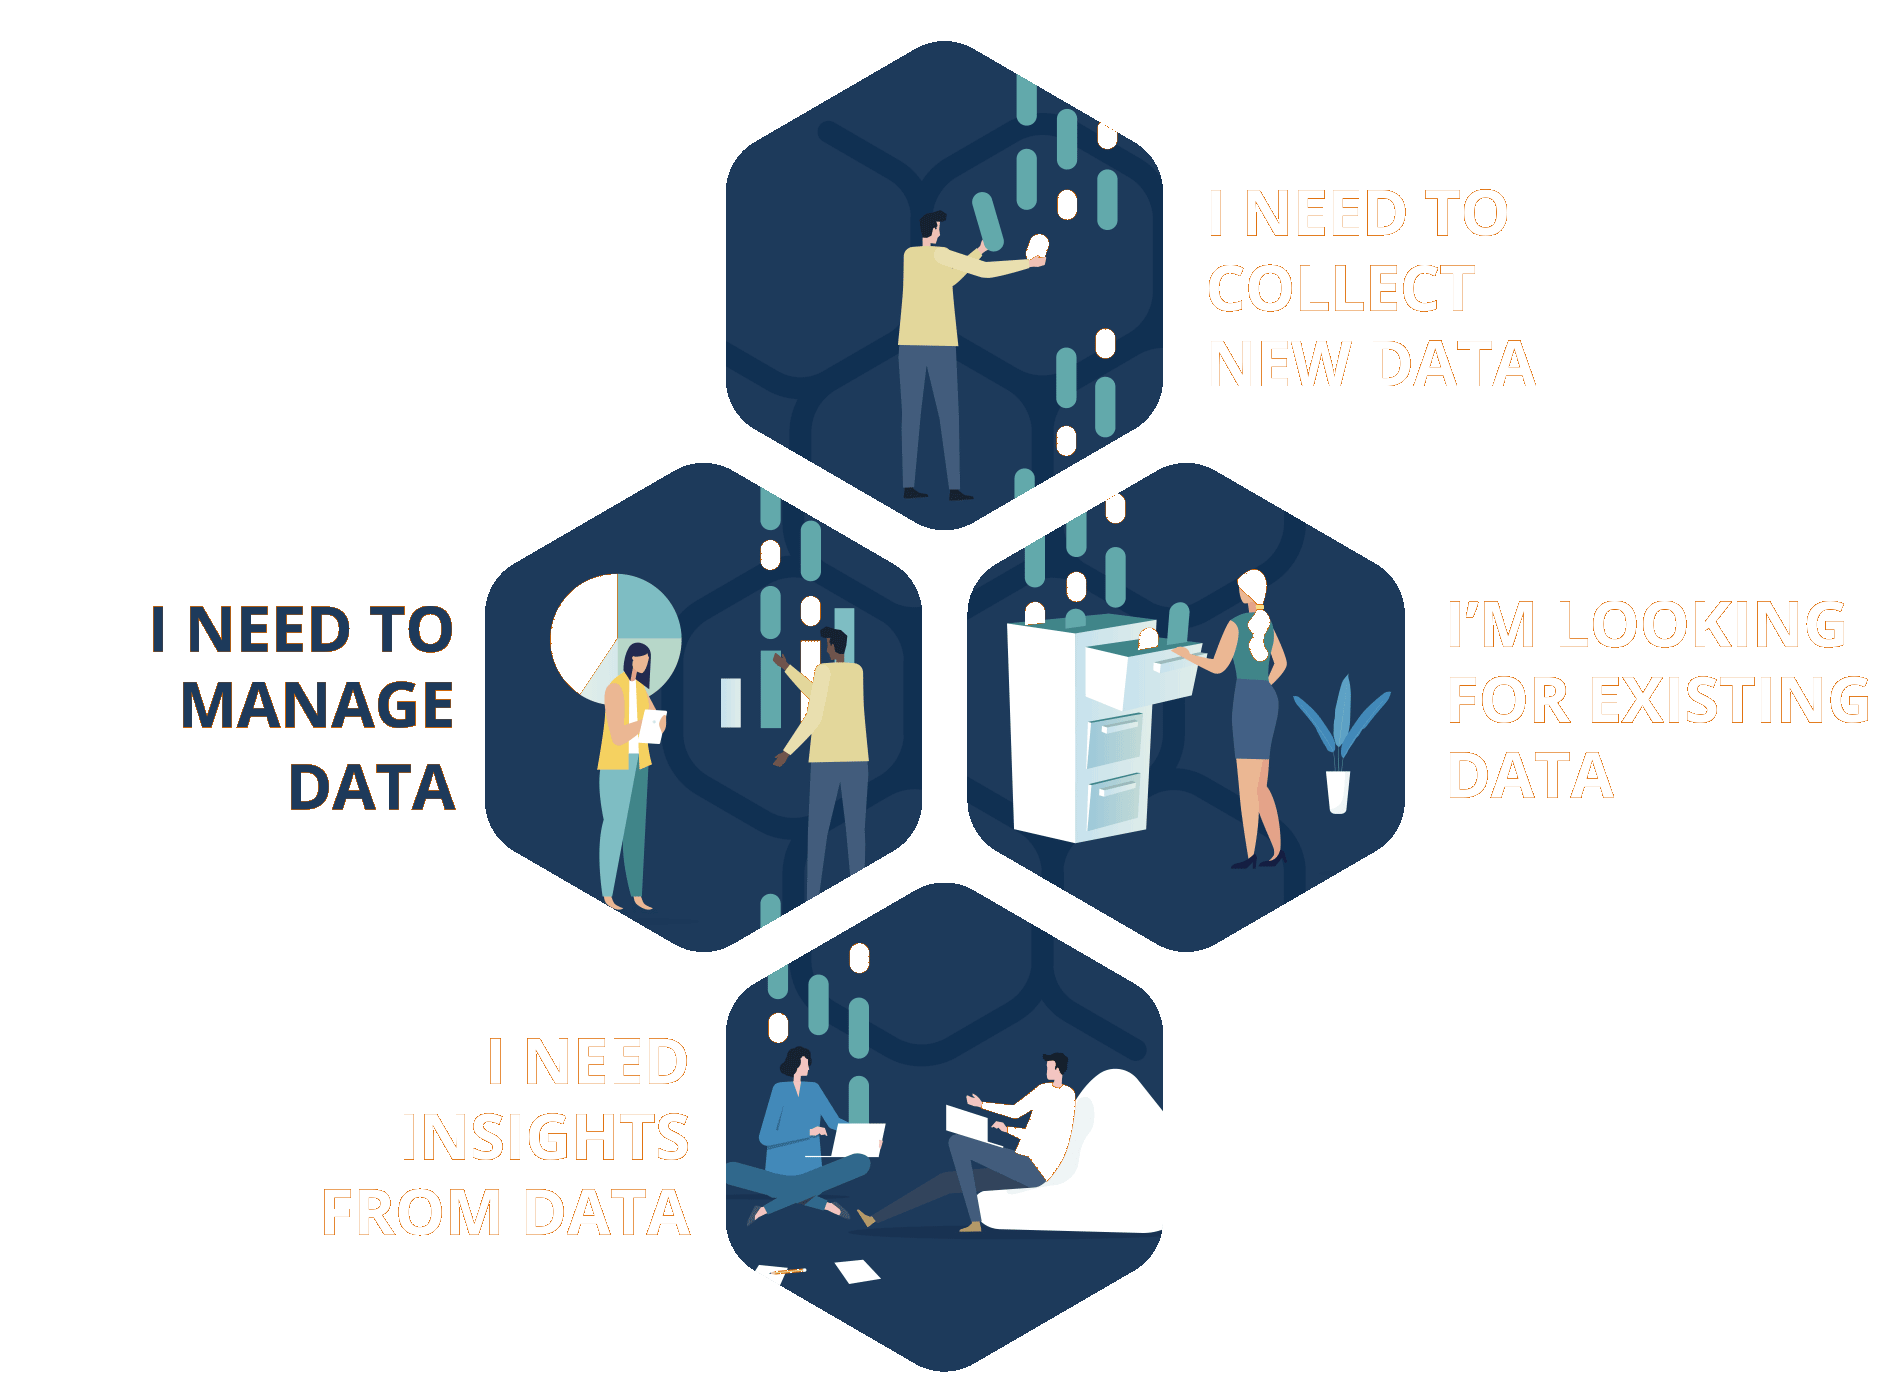 I NEED TO
COLLECT
NEW DATA
I NEED TO
MANAGE
DATA
I'M LOOKING
FOR EXISTING
DATA
I NEED
INSIGHTS
FROM DATA